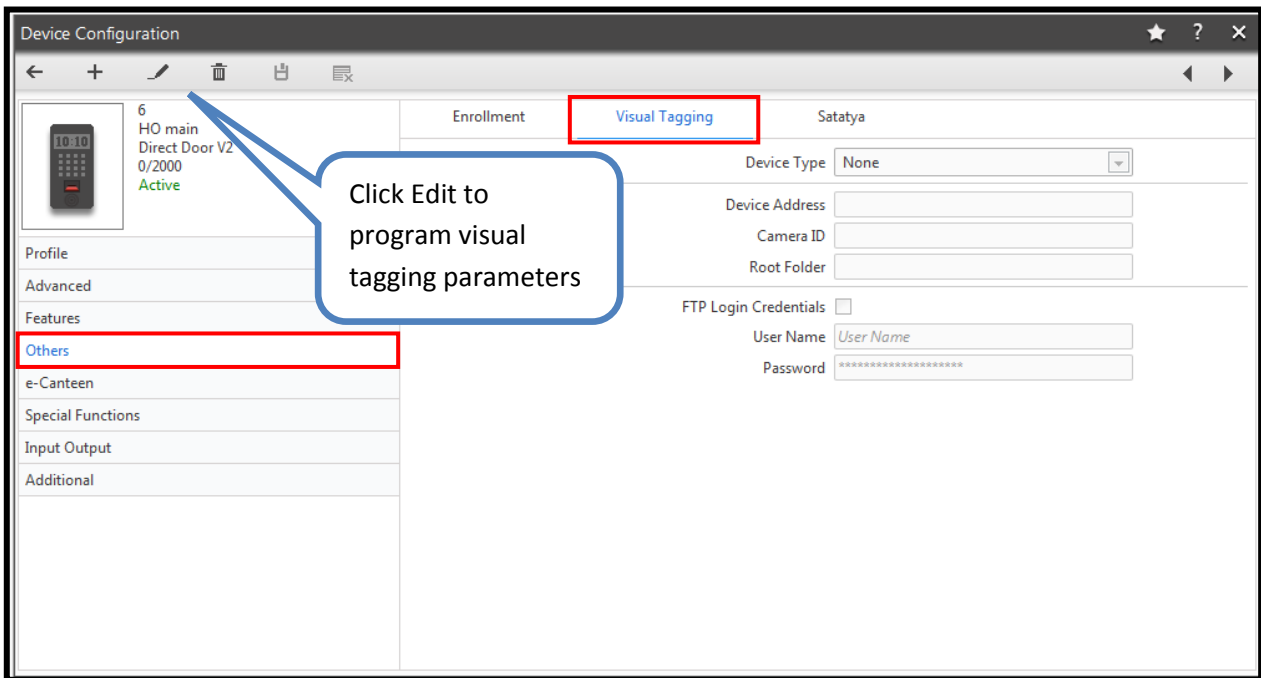 Device Configuration
?
6
HO main
Direct Door V2
0/2000
Active
10:10
Profile
Advanced
Features
Others
e-Canteen
Special Functions
Input Output
Additional
Click Edit to
program visual
tagging parameters
Enrollment Visual Tagging Satatya
Device Type None
Device Address
Camera ID
Root Folder
FTP Login Credentials
User Name User Name
Password ********************